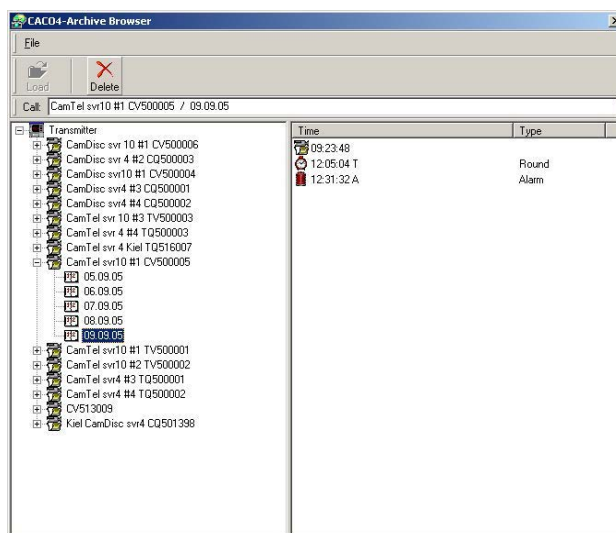 CACO4-Archive Browser
File
Load
Delete
Call: CamTel svr10 #1 CV500005 / 09.09.05
Transmitter
CamDisc svr 10 #1 CV500006
CamDisc svr 4 #2 CQ500003
CamDisc svr10 #1 CV500004
CamDisc svr4 #3 CQ500001
CamDisc svr4 #4 CQ500002
CamTel svr 10 #3 TV500003
CamTel svr 4 #4 TQ500003
CamTel svr 4 Kiel TQ516007
CamTel svr10 #1 CV500005
05.09.05
06.09.05
07.09.05
08.09.05
09.09.05
CamTel svr10 #1 TV500001
CamTel svr10 #2 TV500002
CamTel svr4 #3 TQ500001
CamTel svr4 #4 TQ500002
CV513009
Kiel CamDisc svr4 CQ501398
Time Type
09:23:48
12:05:04 T Round
12:31:32 A Alarm